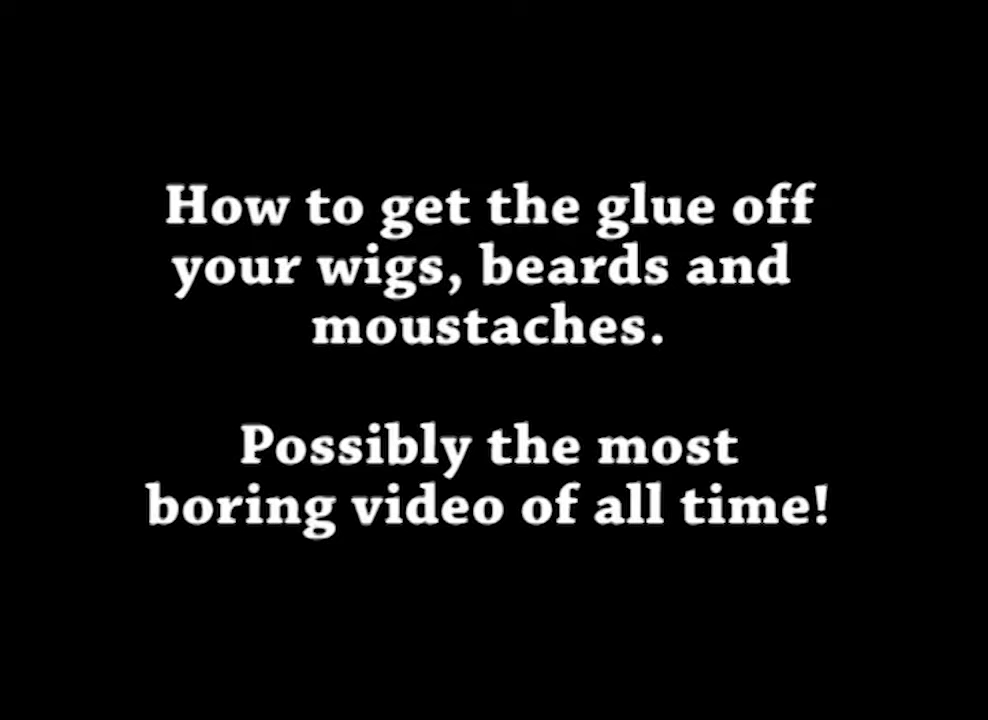 How to get the glue off
your wigs, beards and
moustaches.
Possibly the most
boring video of all time!